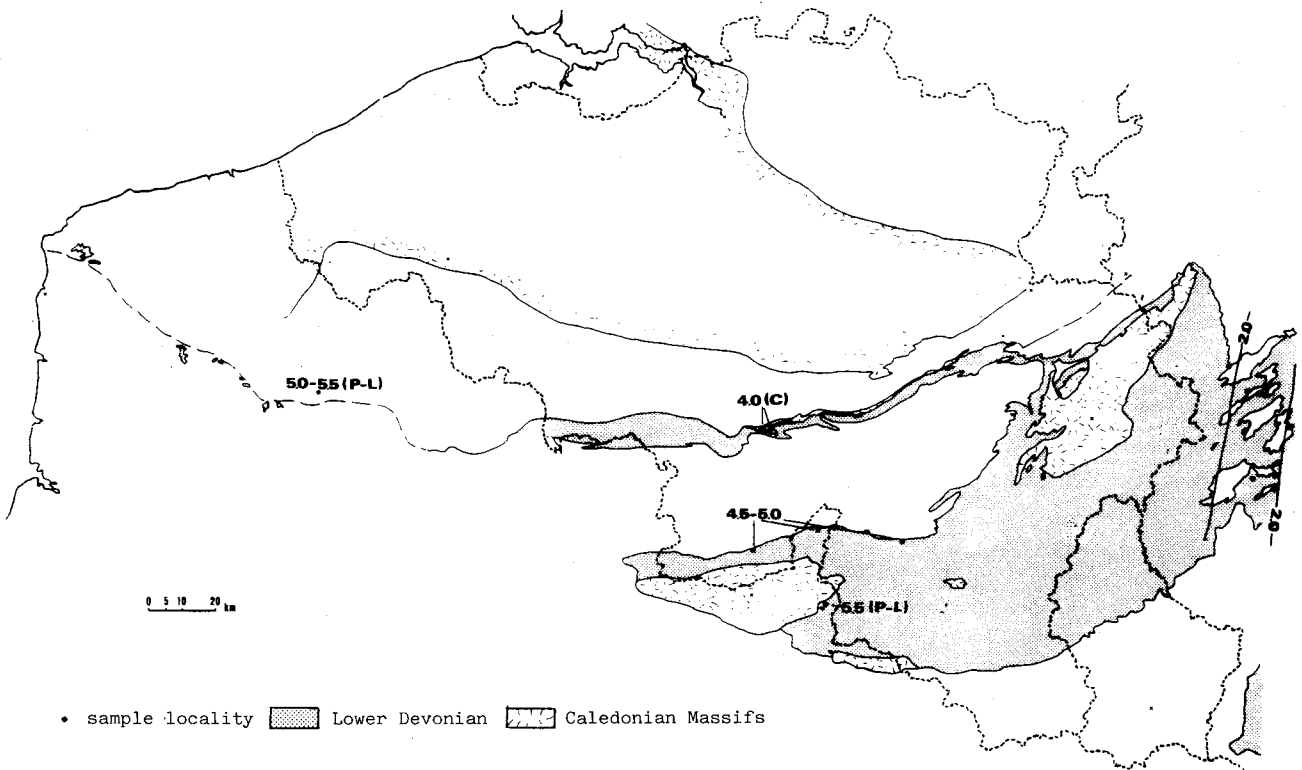 2.0
5.0-5.5 (P-L)
4.0 (C)
4.5-5.0
2.0
5.5 (P-L)
0 5 10 20 km
• sample locality
Lower Devonian
Caledonian Massifs